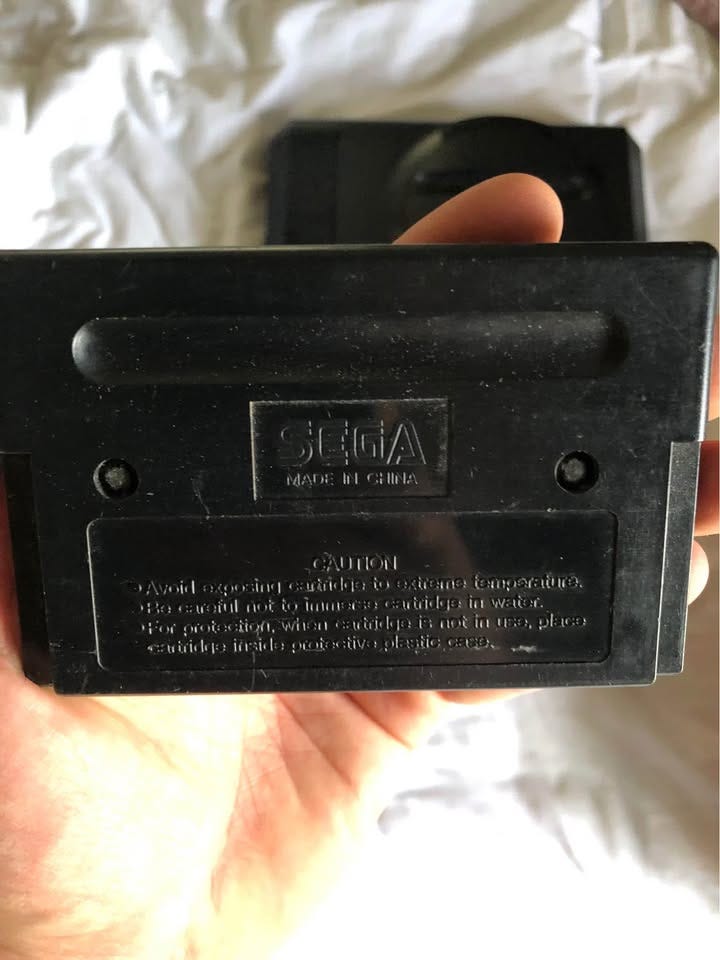 SEGA
MADE IN CHINA
CAUTION
• Avoid exposing cartridge to extreme temperature.
• Be careful not to immerse cartridge in water.
• For protection, when cartridge is not in use, place
cartridge inside protective plastic case.